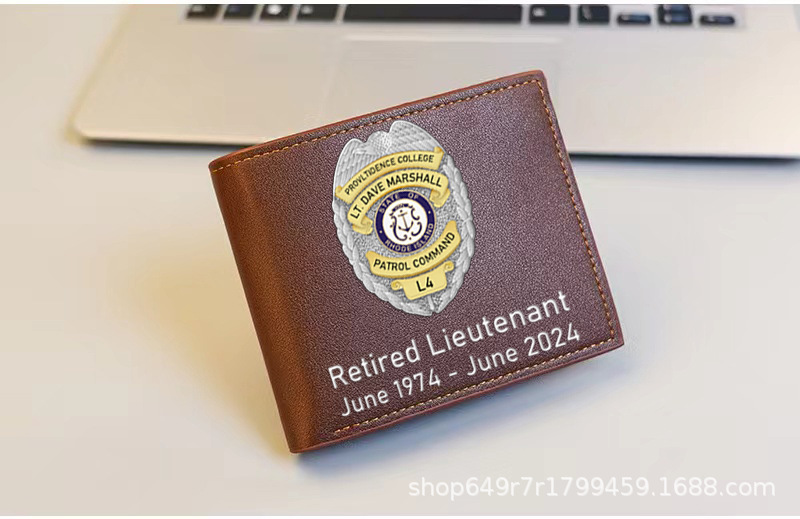 PROVLTIDENCE COLLEGE
LT. DAVE MARSHALL
STATE OF
RHODE ISLAND
PATROL COMMAND
L4
Retired Lieutenant
June 1974 - June 2024
shop649r7r1799459.1688.com